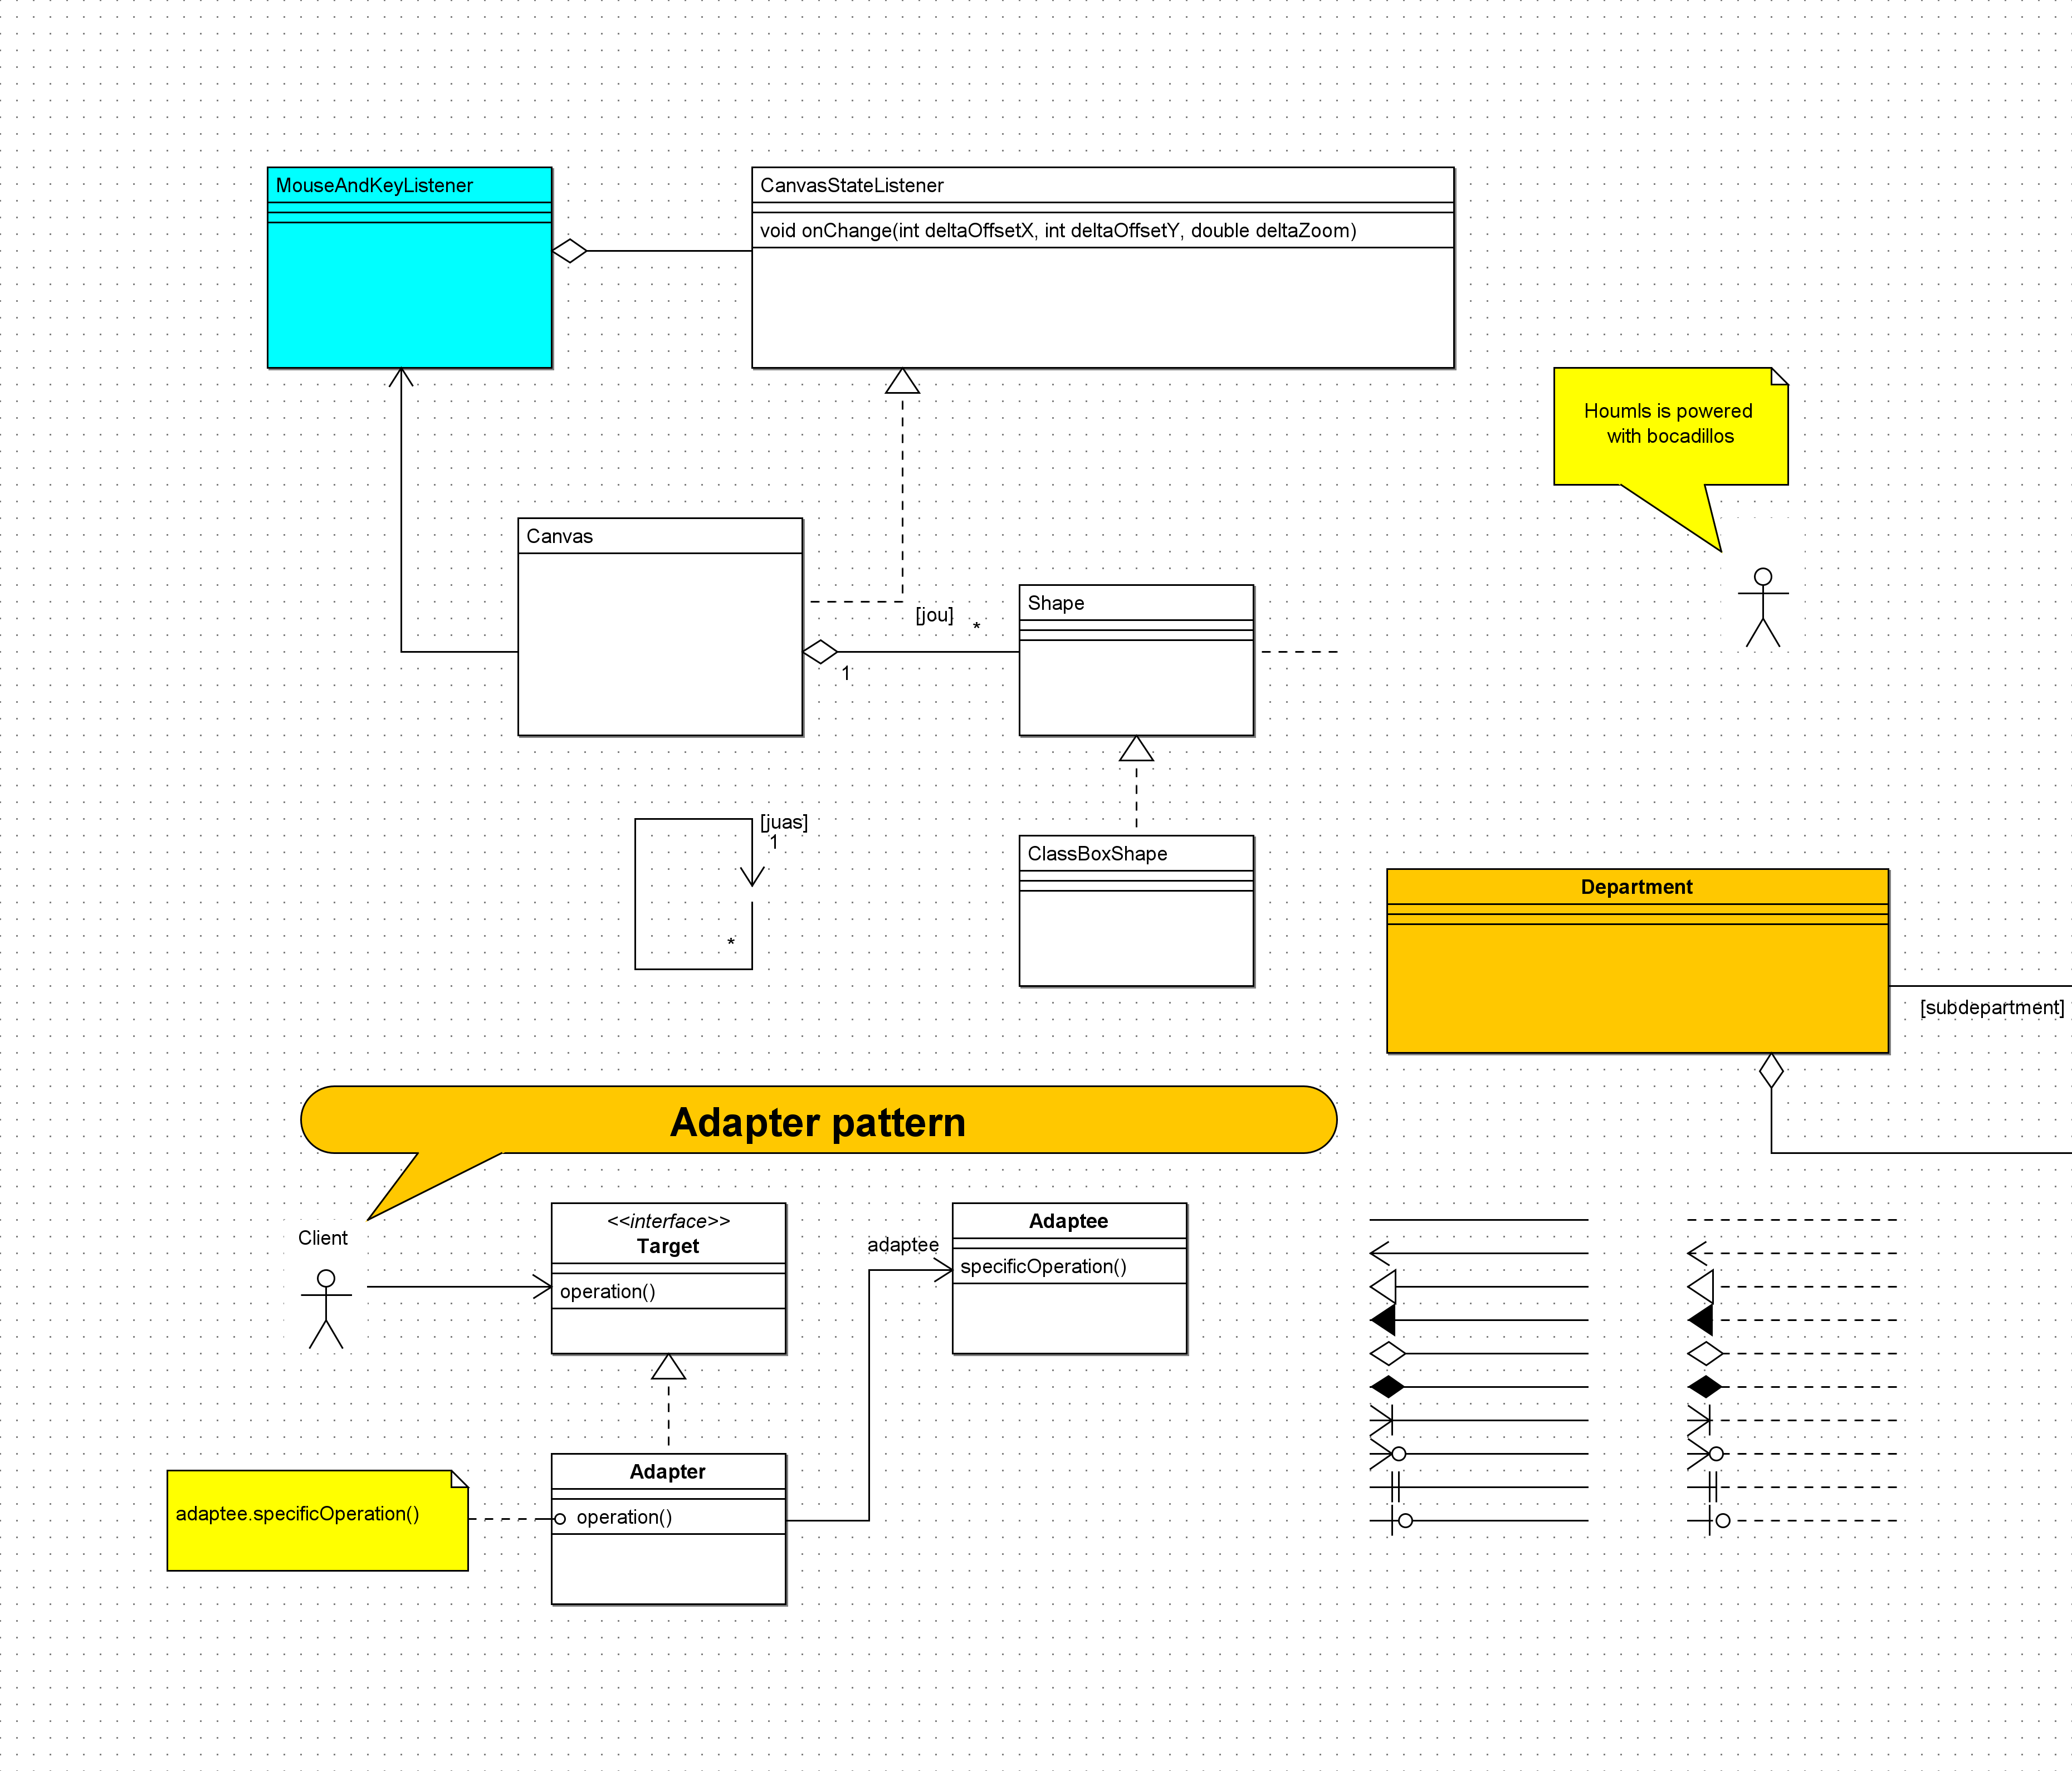 MouseAndKeyListener
CanvasStateListener
void onChange(int deltaOffsetX, int deltaOffsetY, double deltaZoom)
Houmls is powered
with bocadillos
Canvas
[jou]
*
1
Shape
[juas]
1
*
ClassBoxShape
Department
[subdepartment]
Adapter pattern
Client
<<interface>>
Target
operation()
adaptee
Adaptee
specificOperation()
adaptee.specificOperation()
Adapter
operation()